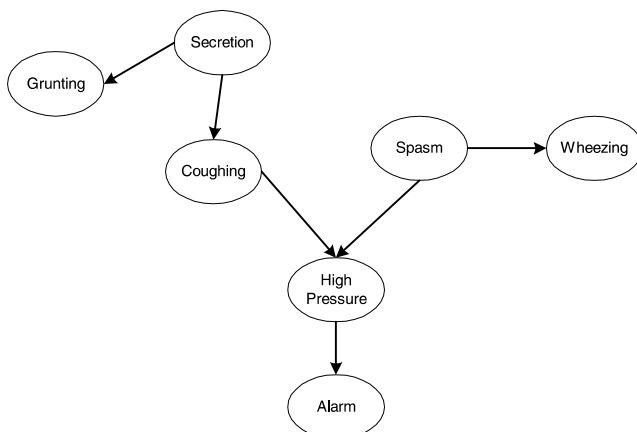 Secretion
Grunting
Coughing
Spasm
Wheezing
High
Pressure
Alarm